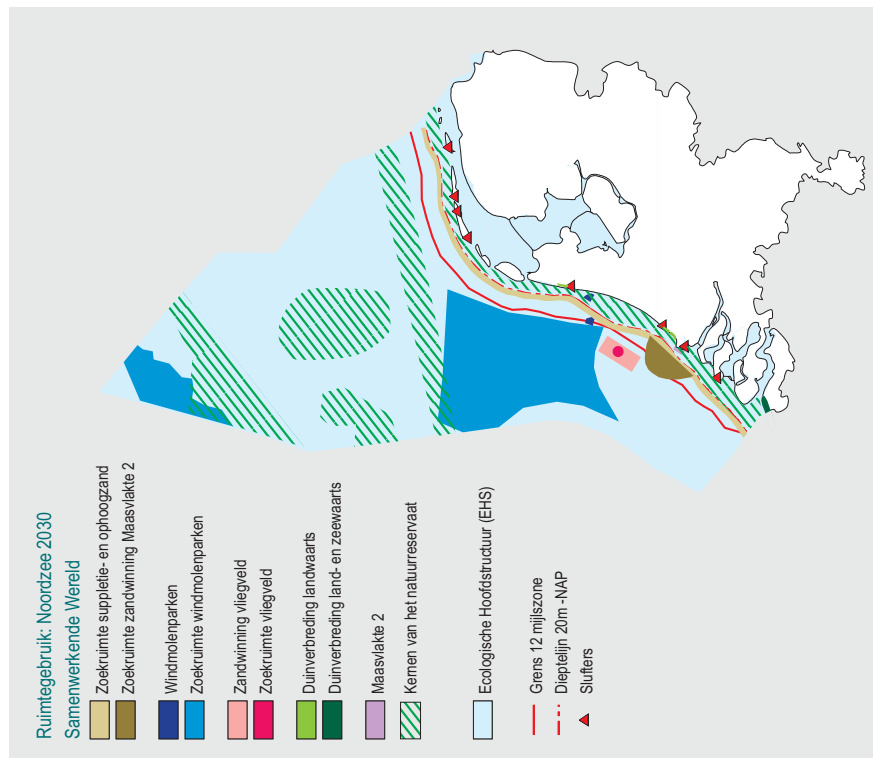 Ruimtegebruik: Noordzee 2030
Samenwerkende Wereld
Zoekruimte suppletie- en ophoogzand
Zoekruimte zandwinning Maasvlakte 2
Windmolenparken
Zoekruimte windmolenparken
Zandwinning vliegveld
Zoekruimte vliegveld
Duinverbreding landwaarts
Duinverbreding land- en zeewaarts
Maasvlakte 2
Kernen van het natuurreservaat
Ecologische Hoofdstructuur (EHS)
Grens 12 mijlszone
Dieptelijn 20m -NAP
Slufters